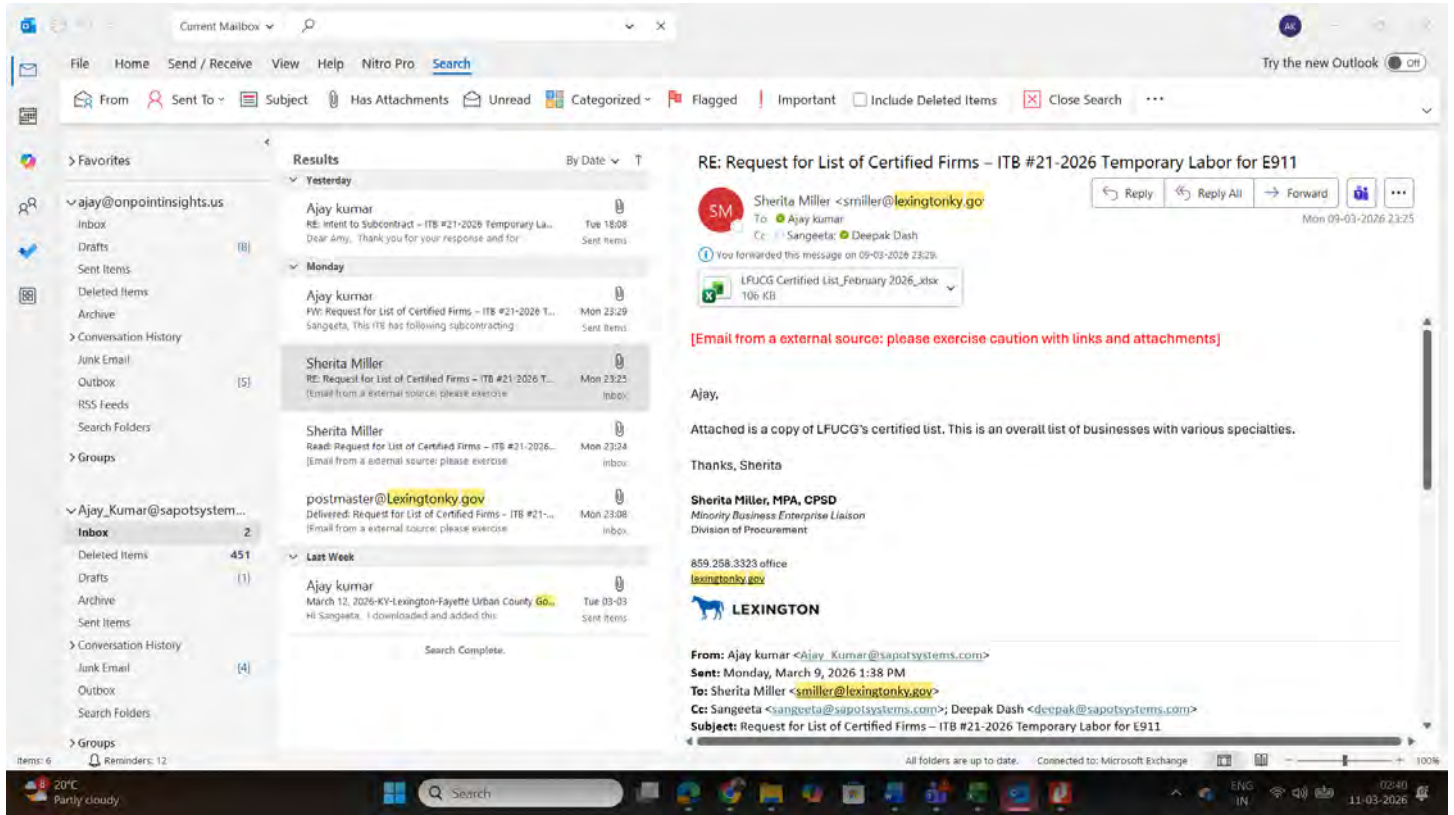 Current Mailbox
AK
File Home Send / Receive View Help Nitro Pro Search
Try the new Outlook Off
From Sent To Subject Has Attachments Unread Categorized Flagged Important Include Deleted Items Close Search ...
Favorites
ajay@onpointinsights.us
Inbox
Drafts [8]
Sent Items
Deleted Items
Archive
Conversation History
Junk Email
Outbox [5]
RSS Feeds
Search Folders
Groups
Ajay_Kumar@sapotsystem...
Inbox 2
Deleted Items 451
Drafts [1]
Archive
Sent Items
Conversation History
Junk Email [4]
Outbox
Search Folders
Groups
Results By Date
Yesterday
Ajay kumar
RE: Intent to Subcontract – ITB #21-2026 Temporary La... Tue 18:08
Dear Amy, Thank you for your response and for Sent Items
Monday
Ajay kumar
FW: Request for List of Certified Firms – ITB #21-2026 T... Mon 23:29
Sangeeta, This ITB has following subcontracting Sent Items
Sherita Miller
RE: Request for List of Certified Firms – ITB #21-2026 T... Mon 23:25
[Email from a external source: please exercise Inbox
Sherita Miller
Read: Request for List of Certified Firms – ITB #21-2026... Mon 23:24
[Email from a external source: please exercise Inbox
postmaster@Lexingtonky.gov
Delivered: Request for List of Certified Firms – ITB #21-... Mon 23:08
[Email from a external source: please exercise Inbox
Last Week
Ajay kumar
March 12, 2026-KY-Lexington-Fayette Urban County Go... Tue 03-03
Hi Sangeeta, I downloaded and added this Sent Items
Search Complete.
RE: Request for List of Certified Firms – ITB #21-2026 Temporary Labor for E911
SM
Sherita Miller <smiller@lexingtonky.go
Reply Reply All Forward ...
To Ajay kumar
Mon 09-03-2026 23:25
Cc Sangeeta; Deepak Dash
You forwarded this message on 09-03-2026 23:29.
LFUCG Certified List_February 2026_.xlsx
106 KB
[Email from a external source: please exercise caution with links and attachments]
Ajay,
Attached is a copy of LFUCG's certified list. This is an overall list of businesses with various specialties.
Thanks, Sherita
Sherita Miller, MPA, CPSD
Minority Business Enterprise Liaison
Division of Procurement
859.258.3323 office
lexingtonky.gov
LEXINGTON
From: Ajay kumar <Ajay_Kumar@sapotsystems.com>
Sent: Monday, March 9, 2026 1:38 PM
To: Sherita Miller <smiller@lexingtonky.gov>
Cc: Sangeeta <sangeeta@sapotsystems.com>; Deepak Dash <deepak@sapotsystems.com>
Subject: Request for List of Certified Firms – ITB #21-2026 Temporary Labor for E911
Items: 6 Reminders: 12 All folders are up to date. Connected to: Microsoft Exchange 100%
8
20°C
Partly cloudy
Search
ENG
IN
02:40
11-03-2026